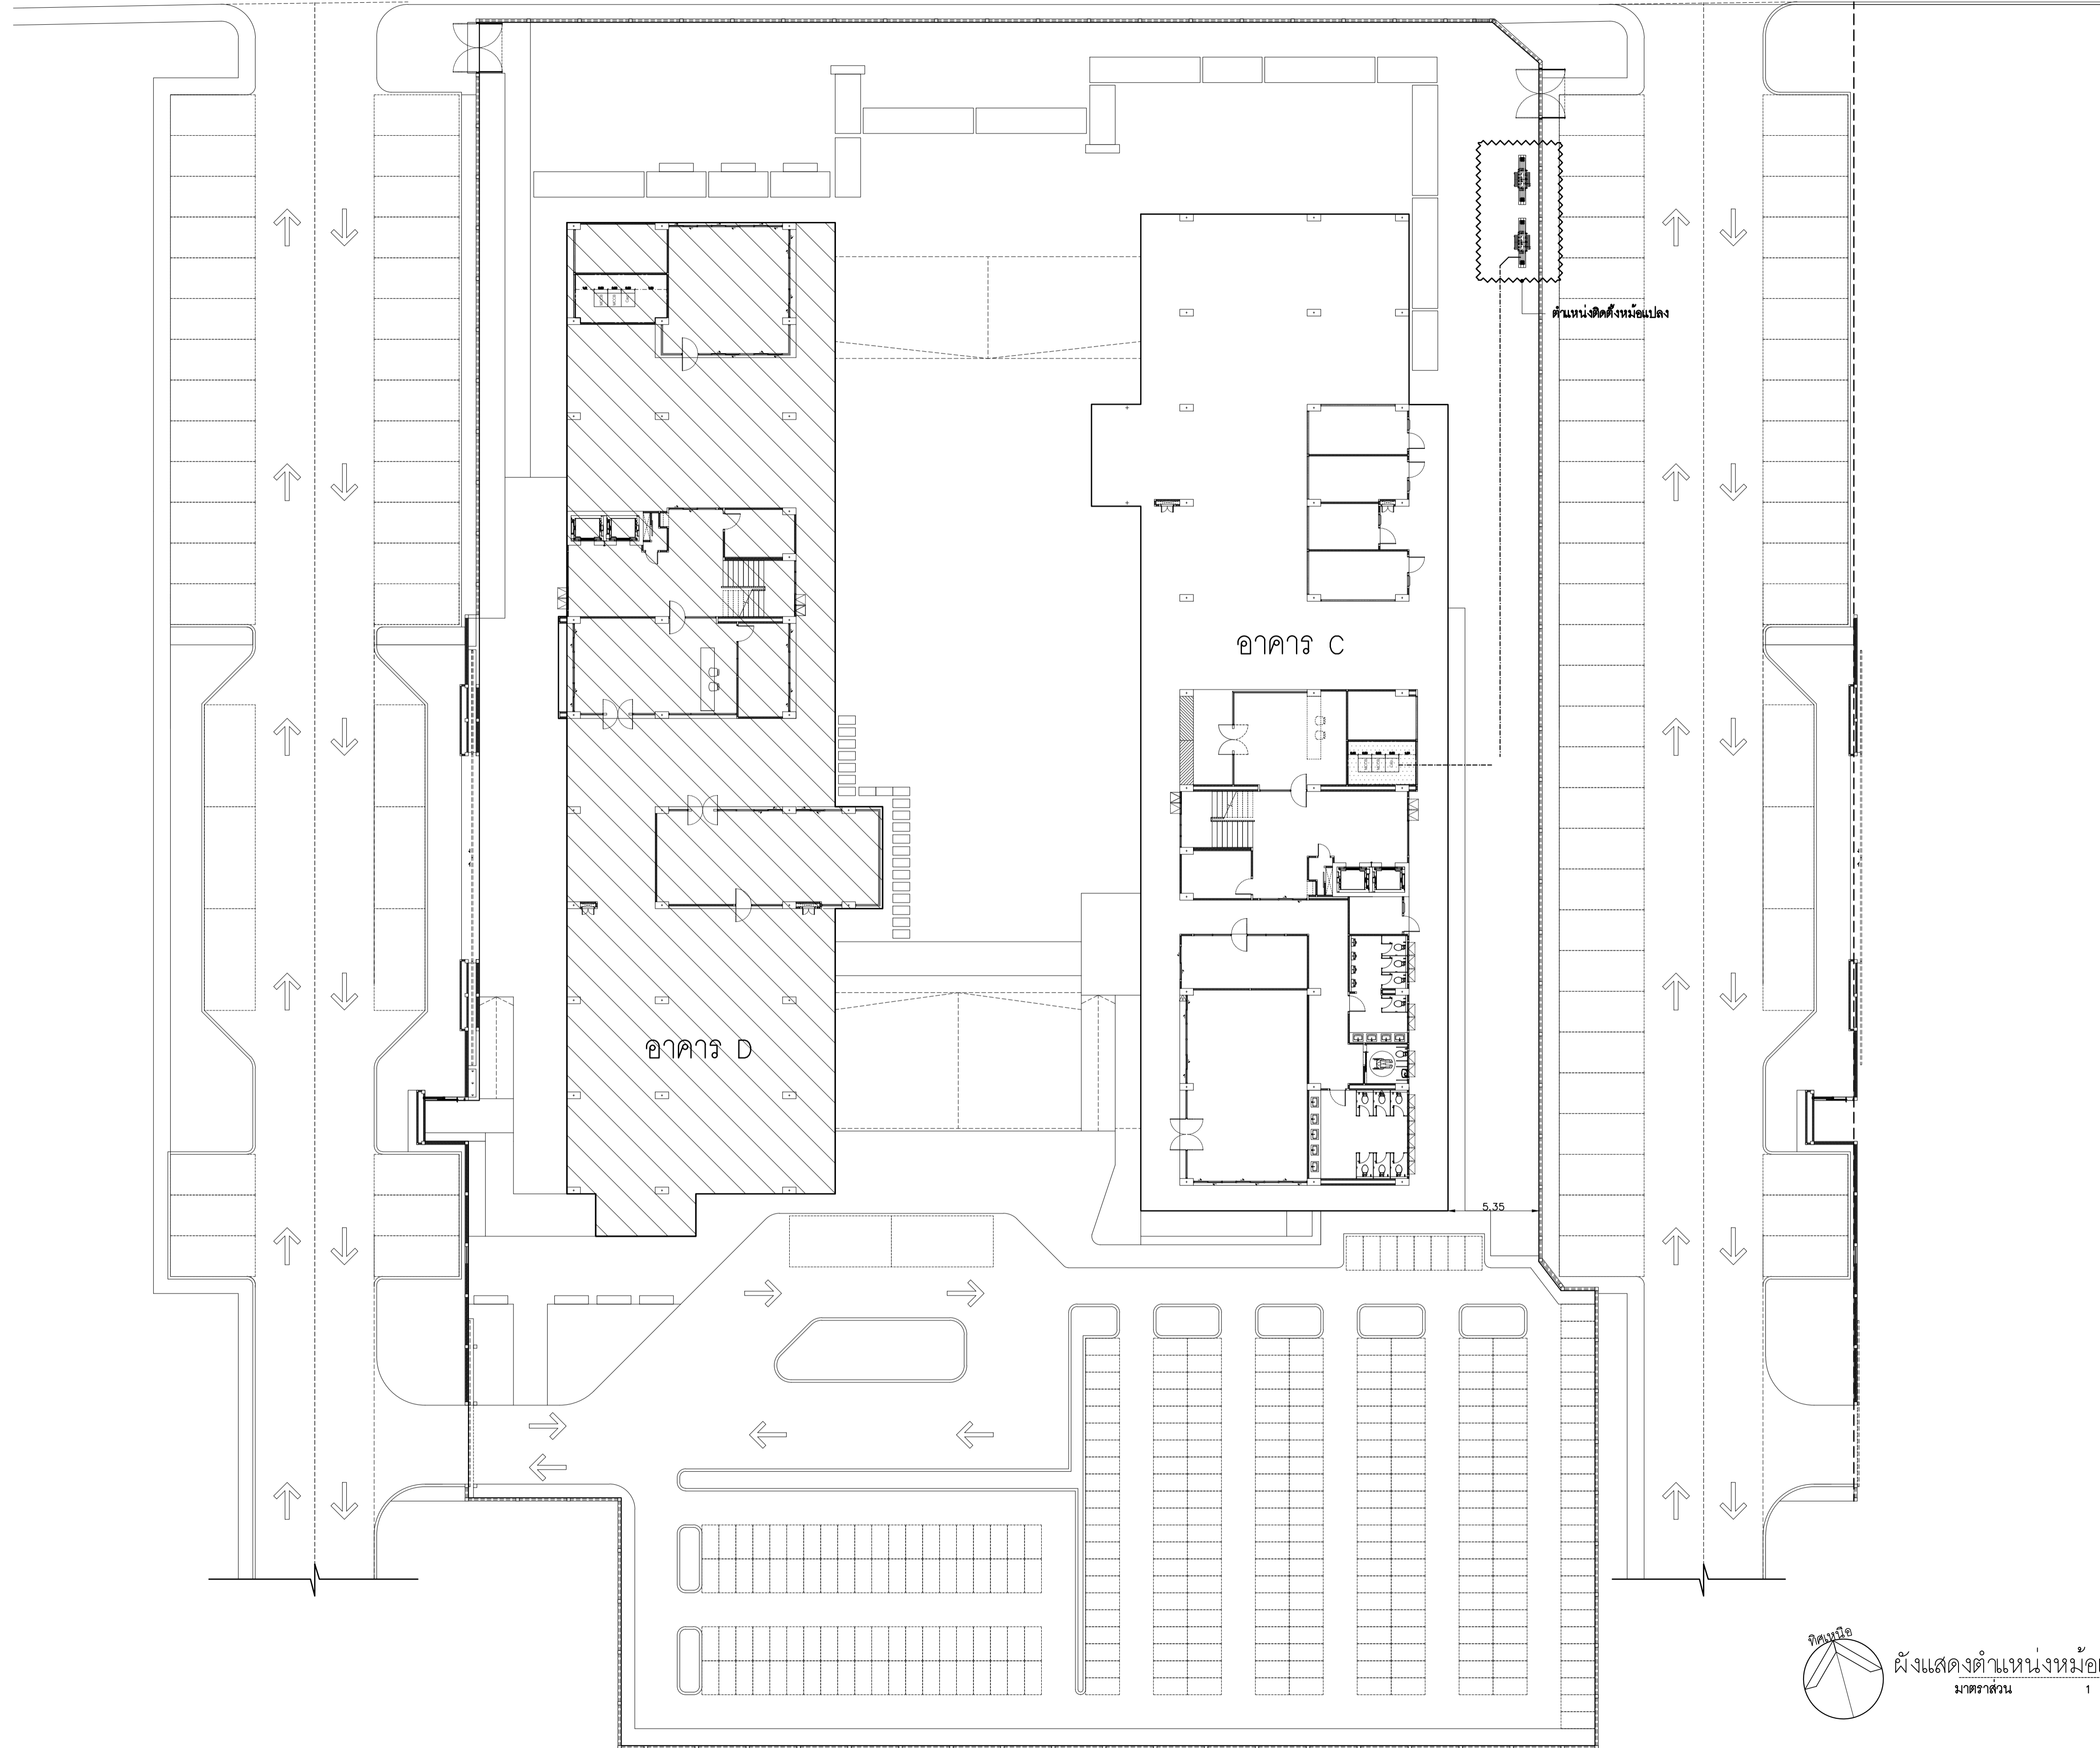 ตำแหน่งติดตั้งหม้อแปลง
อาคาร C
อาคาร D
5.35
ทิศเหนือ
ผังแสดงตำแหน่งหม้อ
มาตราส่วน 1